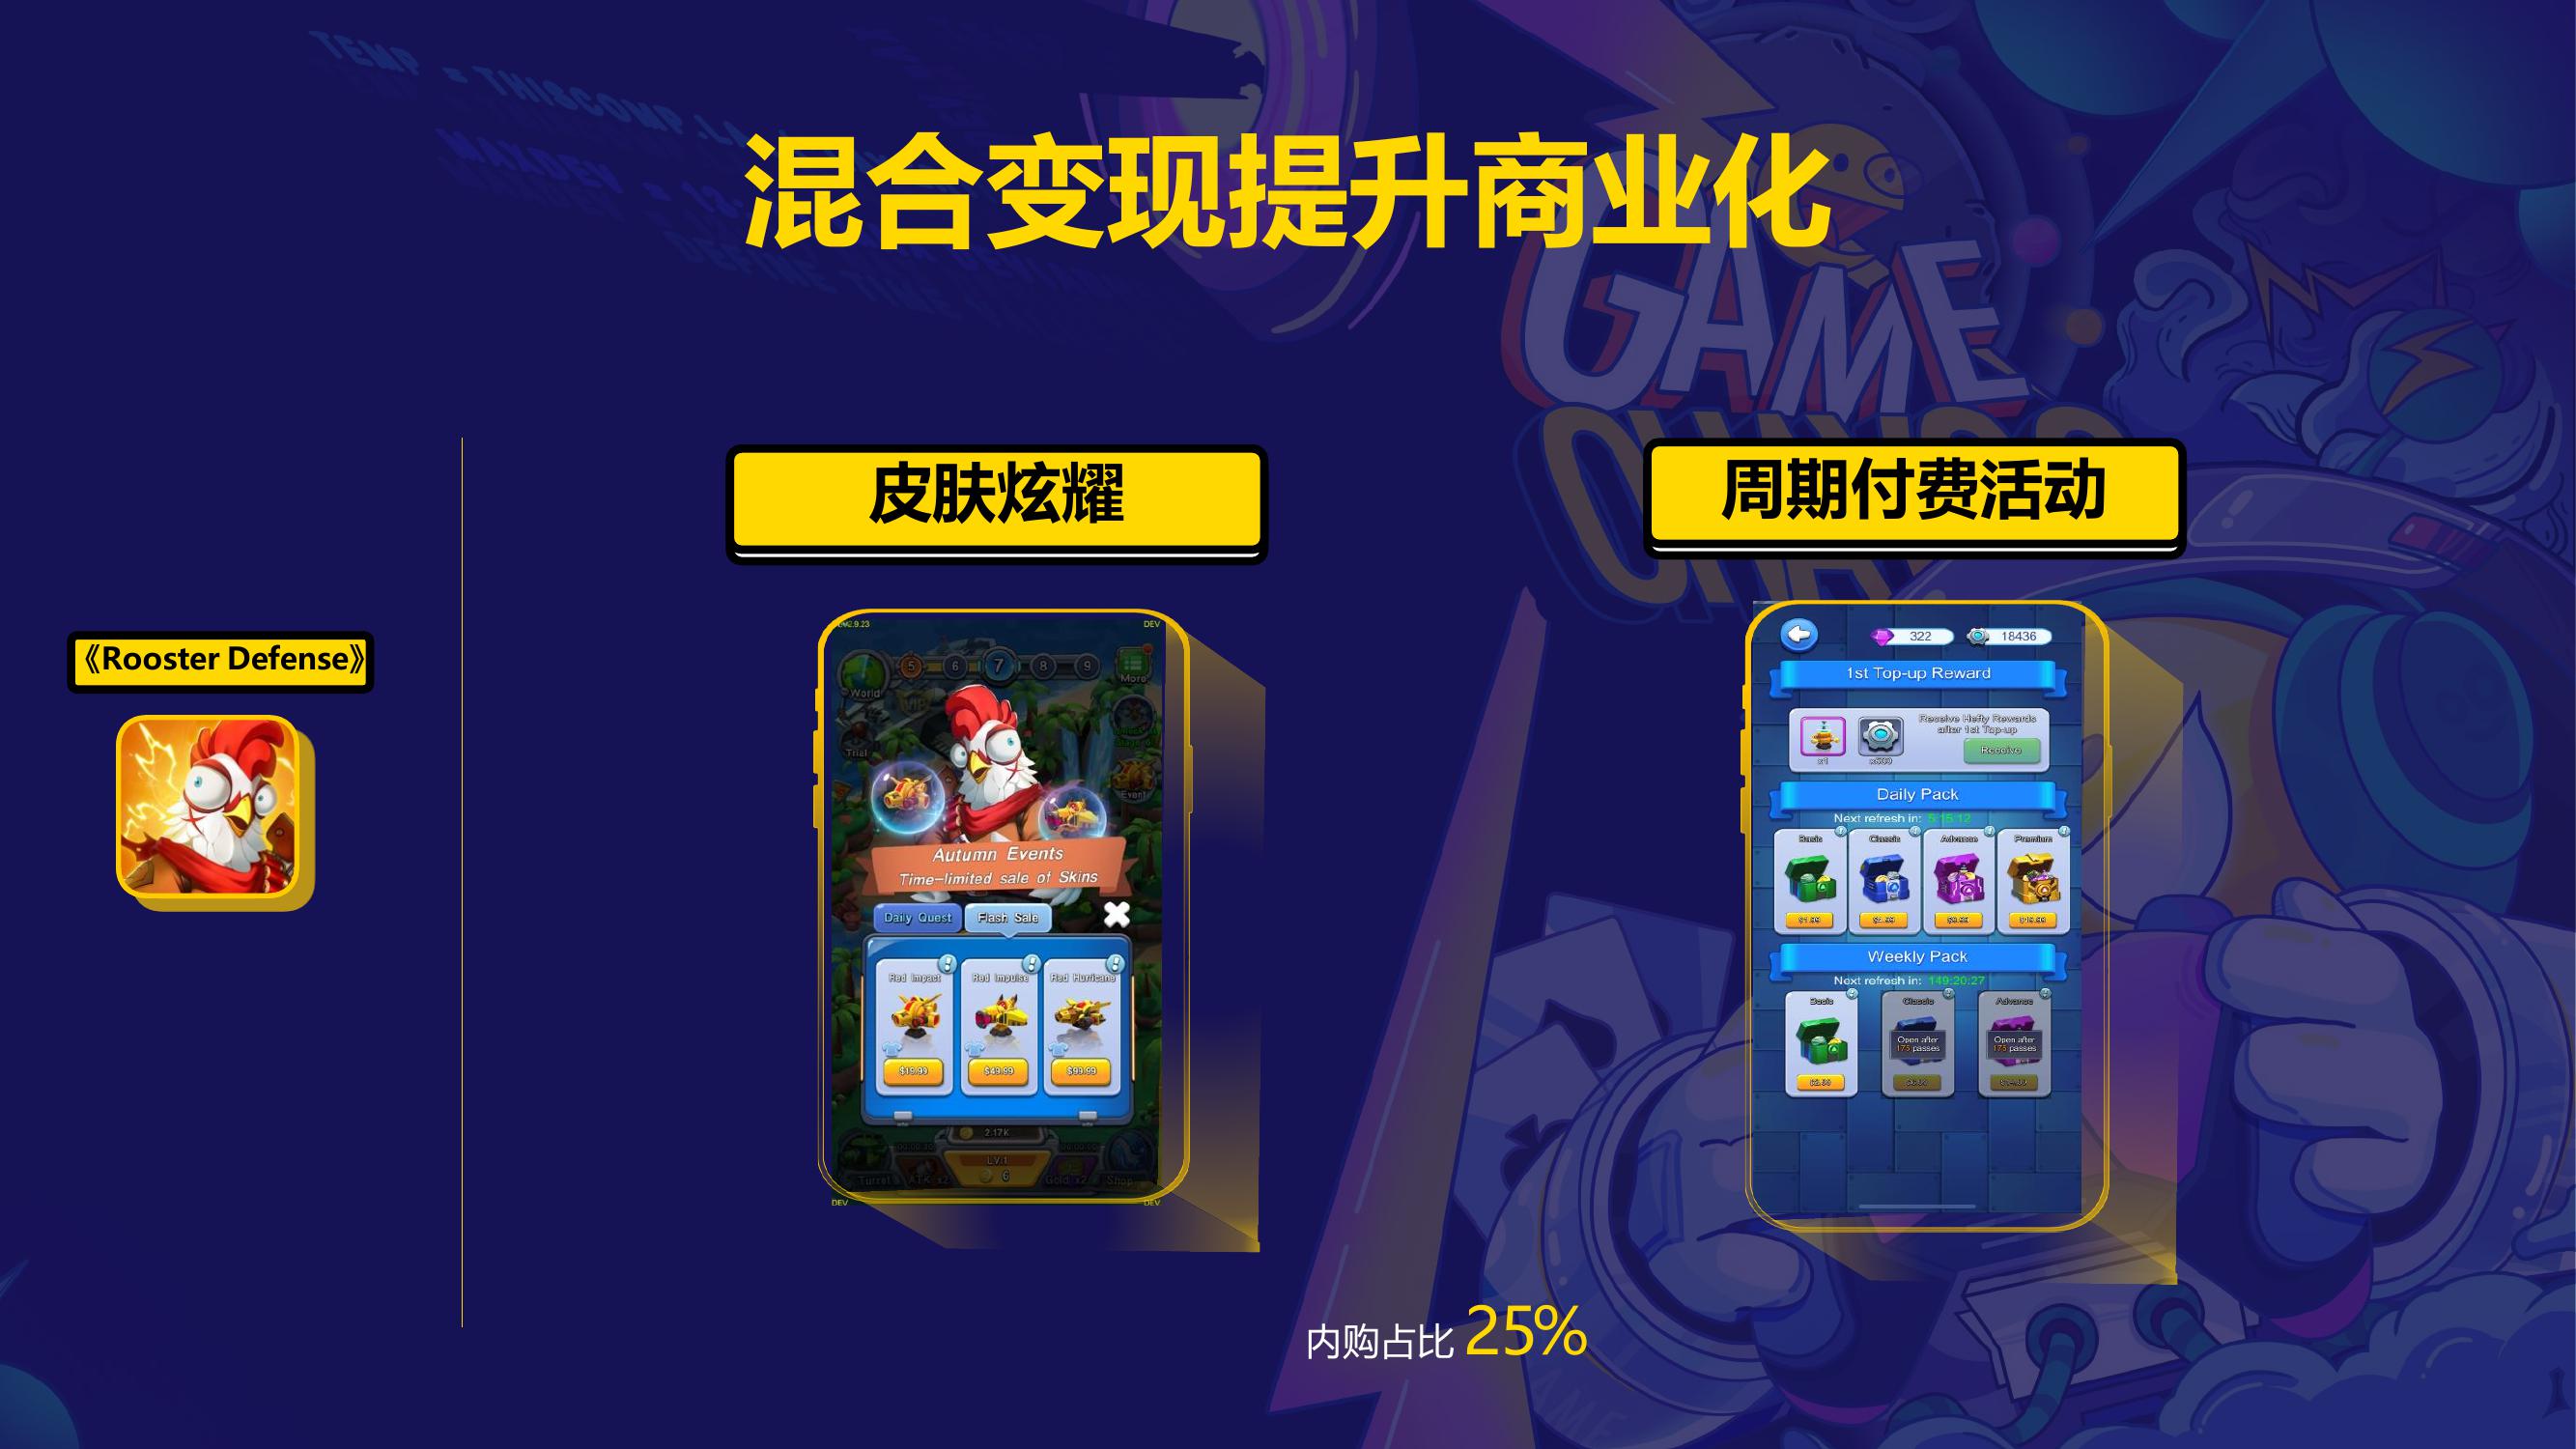 混合变现提升商业化
皮肤炫耀
周期付费活动
《Rooster Defense》
DEV
5
6
7
8
9
World
More
Trial
Event
Autumn Events
Time-limited sale of Skins
Daily Quest
Flash Sale
Red Impact
Red Impulse
Red Hurricane
$19.99
$49.99
$99.99
2.17K
LV.1
6
Turret
ATK x2
Gold x2
Shop
DEV
DEV
322
18436
1st Top-up Reward
Receive Hefty Rewards
after 1st Top-up
Receive
x1
x500
Daily Pack
Next refresh in: 5:15:12
Basic
Classic
Advance
Premium
Weekly Pack
Next refresh in: 149:20:27
Basic
Classic
Advance
Open after
175 passes
Open after
175 passes
内购占比 25%
GAME